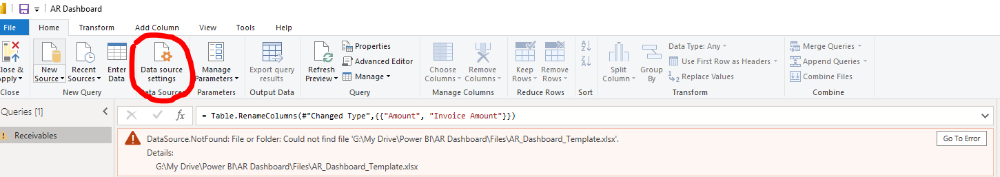 AR Dashboard
File Home Transform Add Column View Tools Help
Close & Apply New Source Recent Sources Enter Data Data source settings Manage Parameters Export query results Refresh Preview Properties Advanced Editor Manage Choose Columns Remove Columns Keep Rows Remove Rows Split Column Group By Data Type: Any Use First Row as Headers Replace Values Merge Queries Append Queries Combine Files
Close New Query Data Sources Parameters Output Data Query Manage Columns Reduce Rows Sort Transform Combine
Queries [1]
fx = Table.RenameColumns(#"Changed Type",{{"Amount", "Invoice Amount"}})
Receivables
DataSource.NotFound: File or Folder: Could not find file 'G:\My Drive\Power BI\AR Dashboard\Files\AR_Dashboard_Template.xlsx'. Go To Error
Details:
G:\My Drive\Power BI\AR Dashboard\Files\AR_Dashboard_Template.xlsx